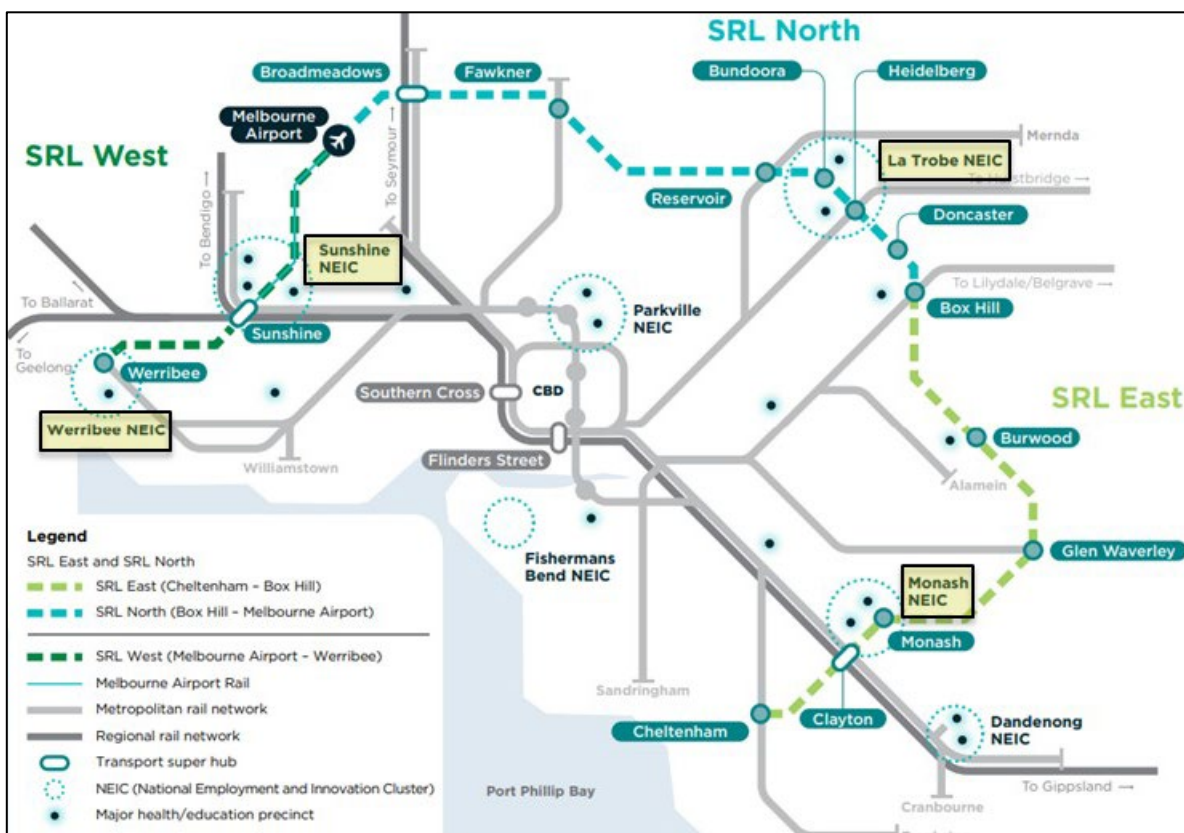 SRL North
Broadmeadows
Fawkner
Bundoora
Heidelberg
Melbourne
Airport
SRL West
To Seymour →
Mernda
La Trobe NEIC
To Bendigo →
Reservoir
Doncaster
Sunshine
NEIC
To Lilydale/Belgrave →
Box Hill
← To Ballarat
Parkville
NEIC
Sunshine
← To
Geelong
Werribee
Southern Cross
CBD
SRL East
Werribee NEIC
Burwood
Williamstown
Flinders Street
Alamein
Legend
SRL East and SRL North
SRL East (Cheltenham – Box Hill)
SRL North (Box Hill – Melbourne Airport)
SRL West (Melbourne Airport – Werribee)
Melbourne Airport Rail
Metropolitan rail network
Regional rail network
Transport super hub
NEIC (National Employment and Innovation Cluster)
Major health/education precinct
Fishermans
Bend NEIC
Glen Waverley
Monash
NEIC
Monash
Sandringham
Cheltenham
Clayton
Dandenong
NEIC
Port Phillip Bay
To Gippsland →
Cranbourne